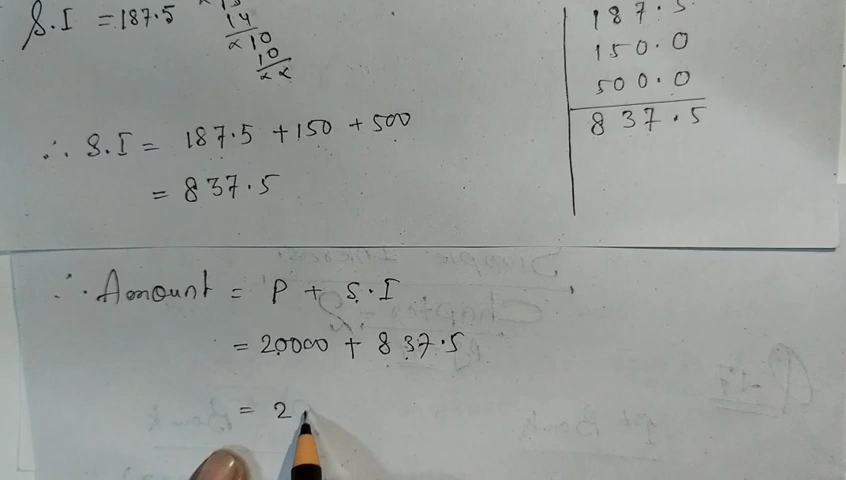 S.I = 187.5
14
× 10
10
× ×
187.5
150.0
500.0
837.5
∴ S.I = 187.5 + 150 + 500
= 837.5
∴ Amount = P + S.I
= 20000 + 837.5
= 2